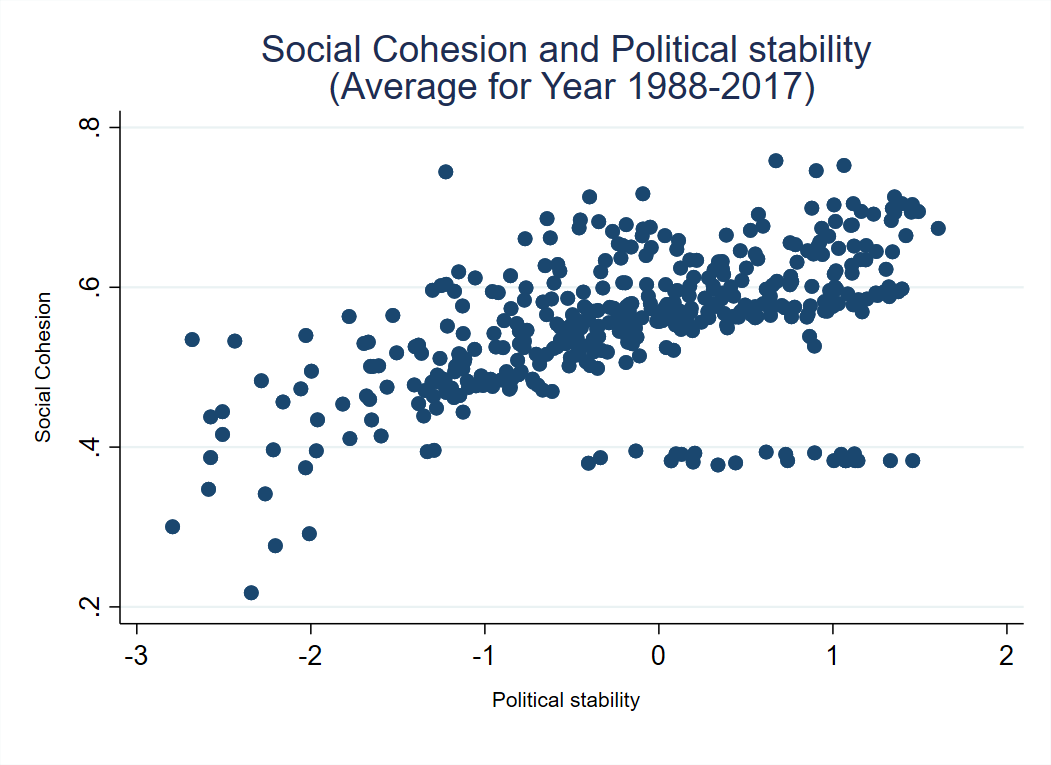 Social Cohesion and Political stability
(Average for Year 1988-2017)
Social Cohesion
.8
.6
.4
.2
-3 -2 -1 0 1 2
Political stability